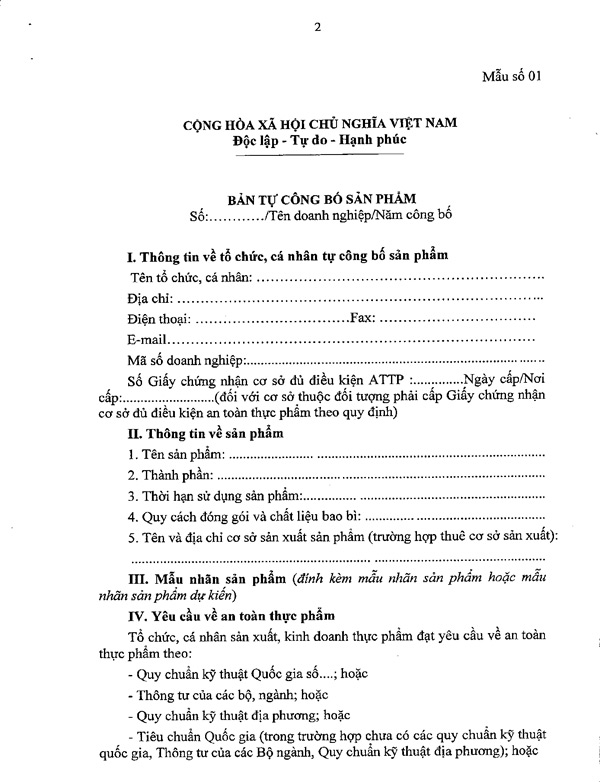 2
Mẫu số 01
CỘNG HÒA XÃ HỘI CHỦ NGHĨA VIỆT NAM
Độc lập - Tự do - Hạnh phúc
BẢN TỰ CÔNG BỐ SẢN PHẨM
Số:............/Tên doanh nghiệp/Năm công bố
I. Thông tin về tổ chức, cá nhân tự công bố sản phẩm
Tên tổ chức, cá nhân: ..........................................................
Địa chỉ: ..........................................................................
Điện thoại: ................................Fax: ................................
E-mail...........................................................................
Mã số doanh nghiệp:.............................................................................
Số Giấy chứng nhận cơ sở đủ điều kiện ATTP :..............Ngày cấp/Nơi
cấp:........................(đối với cơ sở thuộc đối tượng phải cấp Giấy chứng nhận
cơ sở đủ điều kiện an toàn thực phẩm theo quy định)
II. Thông tin về sản phẩm
1. Tên sản phẩm: ....................................................................................
2. Thành phần: ......................................................................................
3. Thời hạn sử dụng sản phẩm:...............................................................
4. Quy cách đóng gói và chất liệu bao bì: ................................................
5. Tên và địa chỉ cơ sở sản xuất sản phẩm (trường hợp thuê cơ sở sản xuất):
...............................................................................................................
III. Mẫu nhãn sản phẩm (đính kèm mẫu nhãn sản phẩm hoặc mẫu
nhãn sản phẩm dự kiến)
IV. Yêu cầu về an toàn thực phẩm
Tổ chức, cá nhân sản xuất, kinh doanh thực phẩm đạt yêu cầu về an toàn
thực phẩm theo:
- Quy chuẩn kỹ thuật Quốc gia số....; hoặc
- Thông tư của các bộ, ngành; hoặc
- Quy chuẩn kỹ thuật địa phương; hoặc
- Tiêu chuẩn Quốc gia (trong trường hợp chưa có các quy chuẩn kỹ thuật
quốc gia, Thông tư của các Bộ ngành, Quy chuẩn kỹ thuật địa phương); hoặc